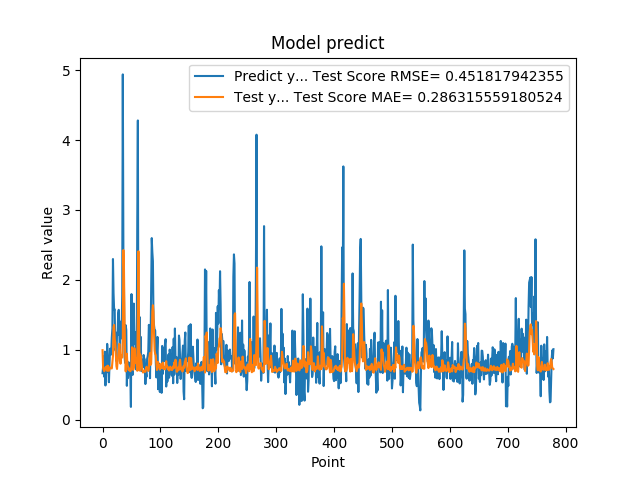 Model predict
Predict y... Test Score RMSE= 0.451817942355
Test y... Test Score MAE= 0.286315559180524
Real value
5
4
3
2
1
0
0 100 200 300 400 500 600 700 800
Point